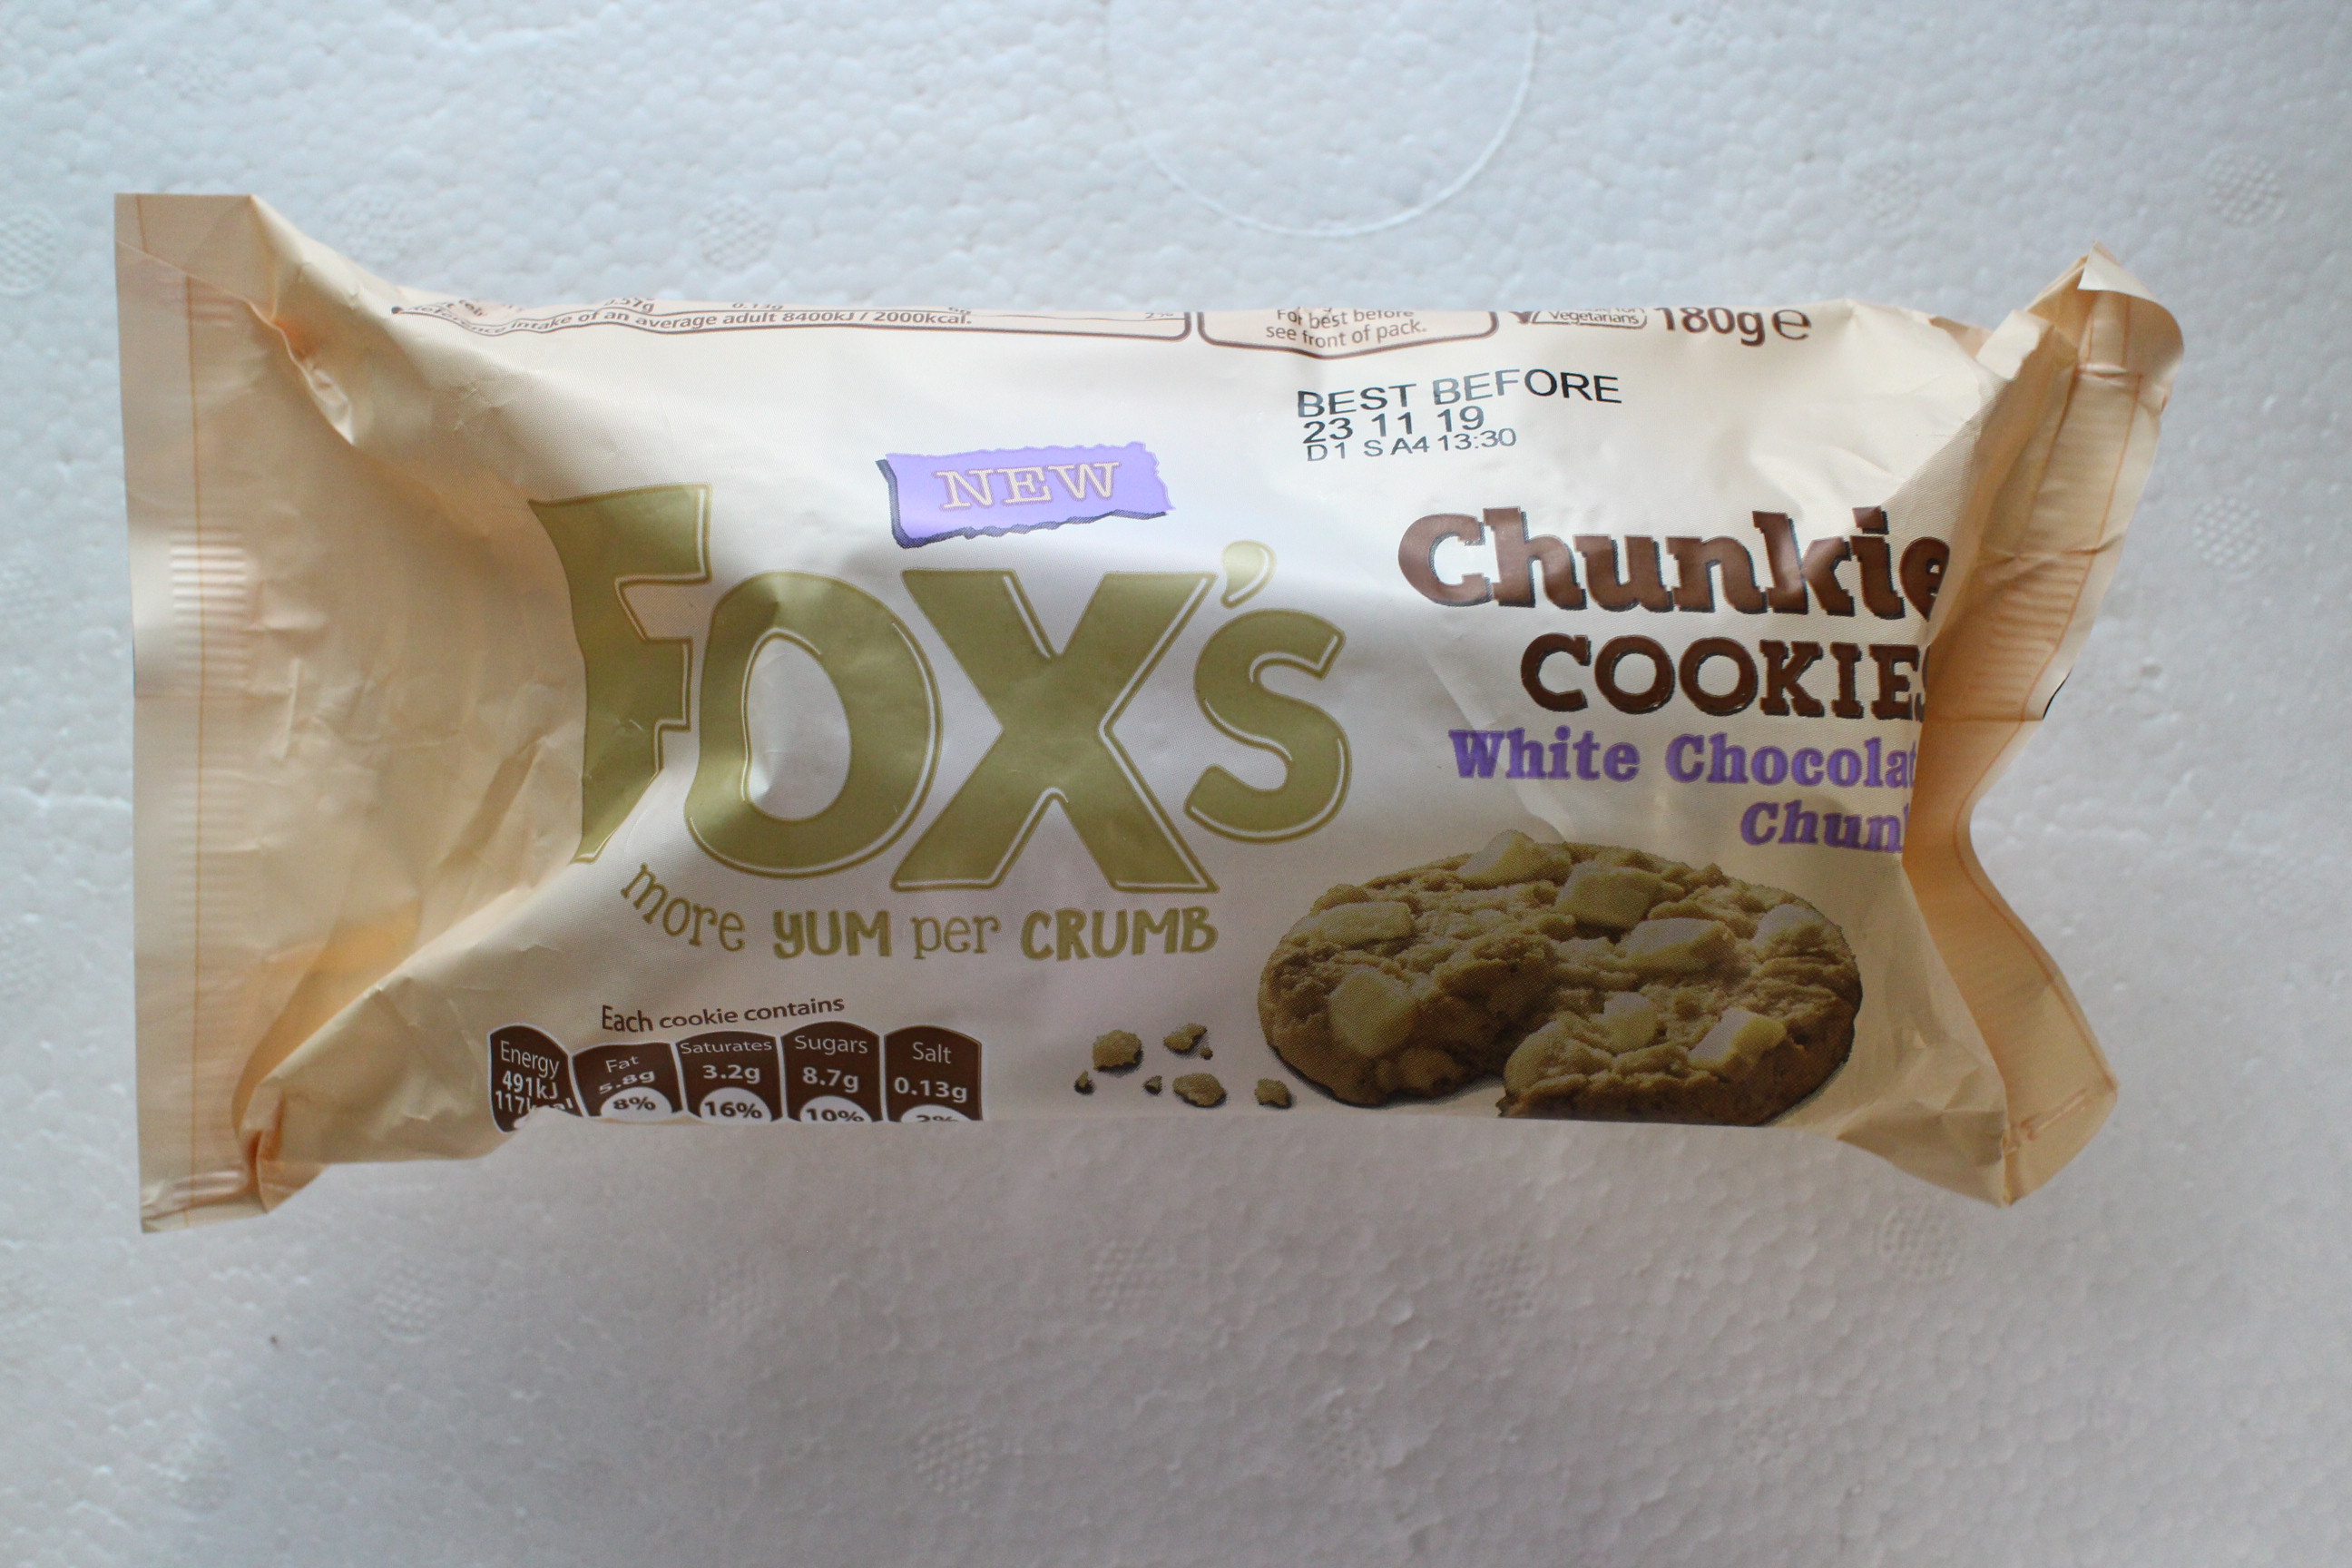 Reference intake of an average adult 8400kJ / 2000kcal.
For best before
see front of pack.
Vegetarians
180g e
BEST BEFORE
23 11 19
D1 S A4 13:30
NEW
FOX's
more YUM per CRUMB
Chunkie
COOKIES
White Chocolat
Chun
Each cookie contains
Energy
491kJ
Fat
5.8g
8%
Saturates
3.2g
16%
Sugars
8.7g
10%
Salt
0.13g
2%